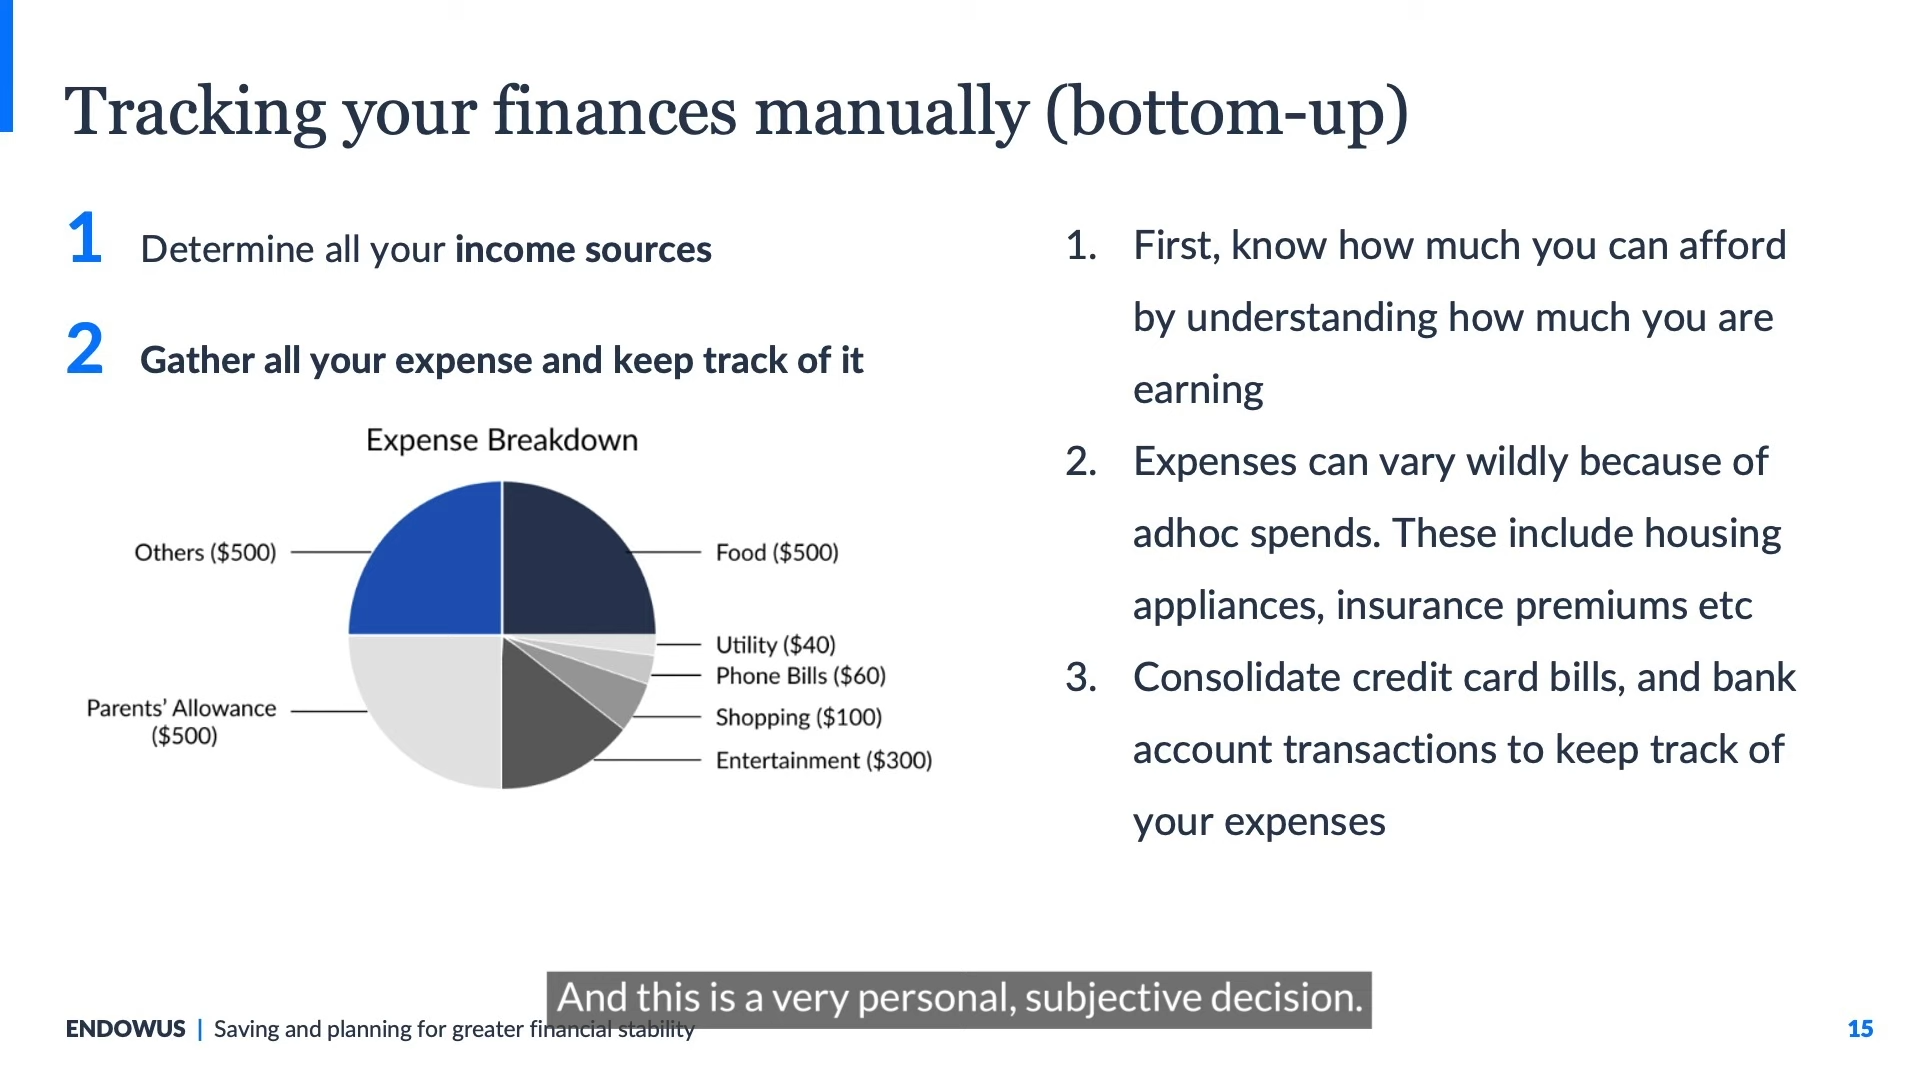 Tracking your finances manually (bottom-up)
1 Determine all your income sources
2 Gather all your expense and keep track of it
Expense Breakdown
Others ($500)
Food ($500)
Utility ($40)
Phone Bills ($60)
Parents' Allowance
($500)
Shopping ($100)
Entertainment ($300)
1. First, know how much you can afford
by understanding how much you are
earning
2. Expenses can vary wildly because of
adhoc spends. These include housing
appliances, insurance premiums etc
3. Consolidate credit card bills, and bank
account transactions to keep track of
your expenses
And this is a very personal, subjective decision.
ENDOWUS | Saving and planning for greater financial stability
15